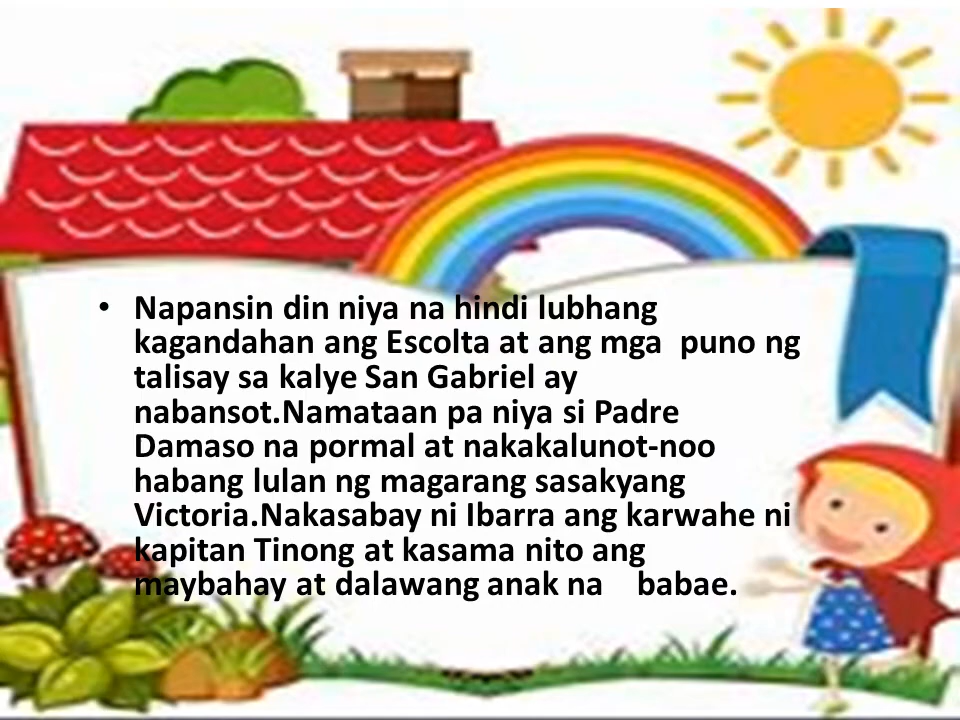 • Napansin din niya na hindi lubhang
kagandahan ang Escolta at ang mga  puno ng
talisay sa kalye San Gabriel ay
nabansot.Namataan pa niya si Padre
Damaso na pormal at nakakalunot-noo
habang lulan ng magarang sasakyang
Victoria.Nakasabay ni Ibarra ang karwahe ni
kapitan Tinong at kasama nito ang
maybahay at dalawang anak na    babae.